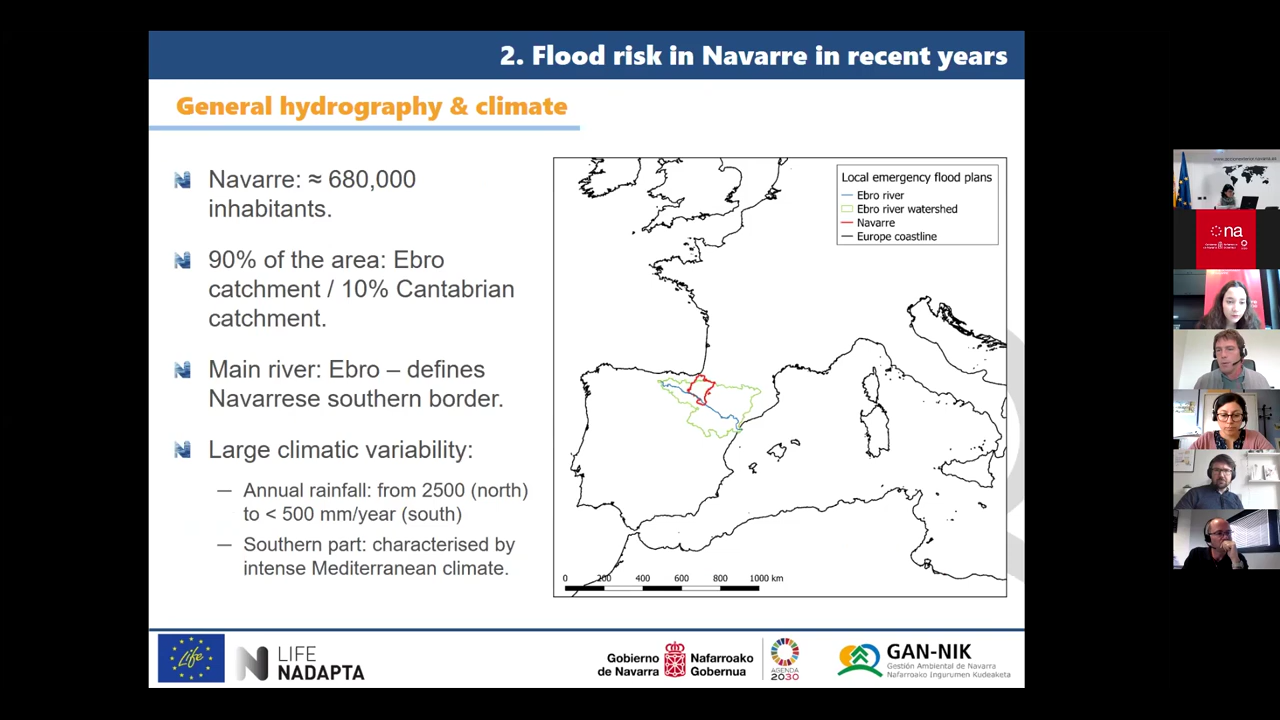 2. Flood risk in Navarre in recent years
General hydrography & climate
Navarre: ≈ 680,000
inhabitants.
90% of the area: Ebro
catchment / 10% Cantabrian
catchment.
Main river: Ebro – defines
Navarrese southern border.
Large climatic variability:
— Annual rainfall: from 2500 (north)
to < 500 mm/year (south)
— Southern part: characterised by
intense Mediterranean climate.
Local emergency flood plans
Ebro river
Ebro river watershed
Navarre
Europe coastline
0 200 400 600 800 1000 km
Life
LIFE
NADAPTA
Gobierno
de Navarra
Nafarroako
Gobernua
AGENDA
2030
GAN-NIK
Gestión Ambiental de Navarra
Nafarroako Ingurumen Kudeaketa
na